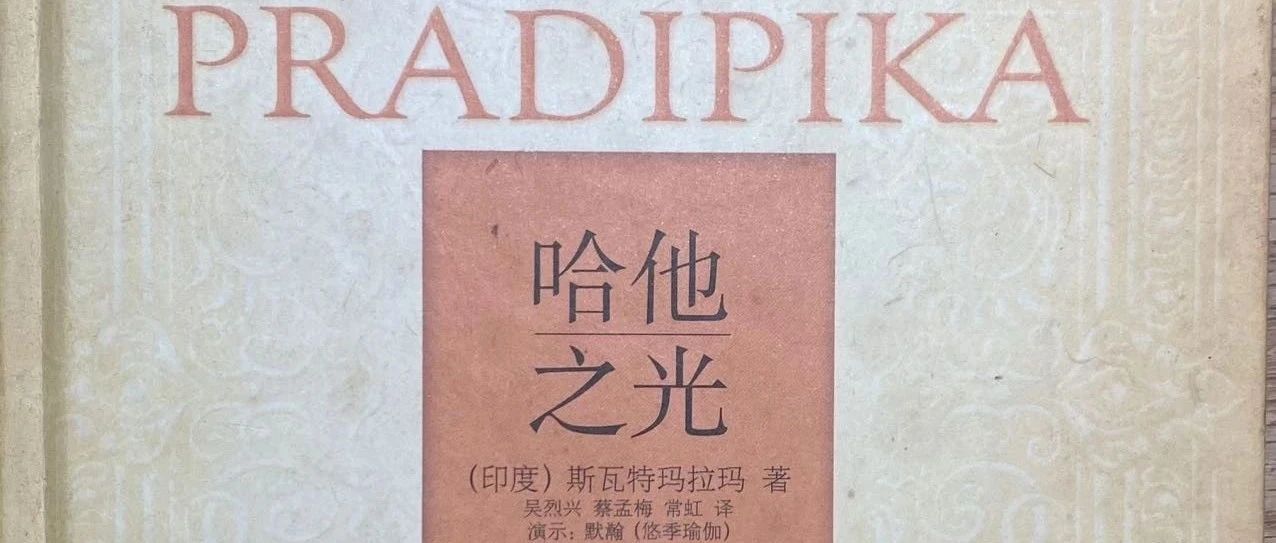 PRADIPIKA
哈他
之光
(印度) 斯瓦特玛拉玛 著
吴烈兴 蔡孟梅 常虹 译
演示: 默瀚 (悠季瑜伽)